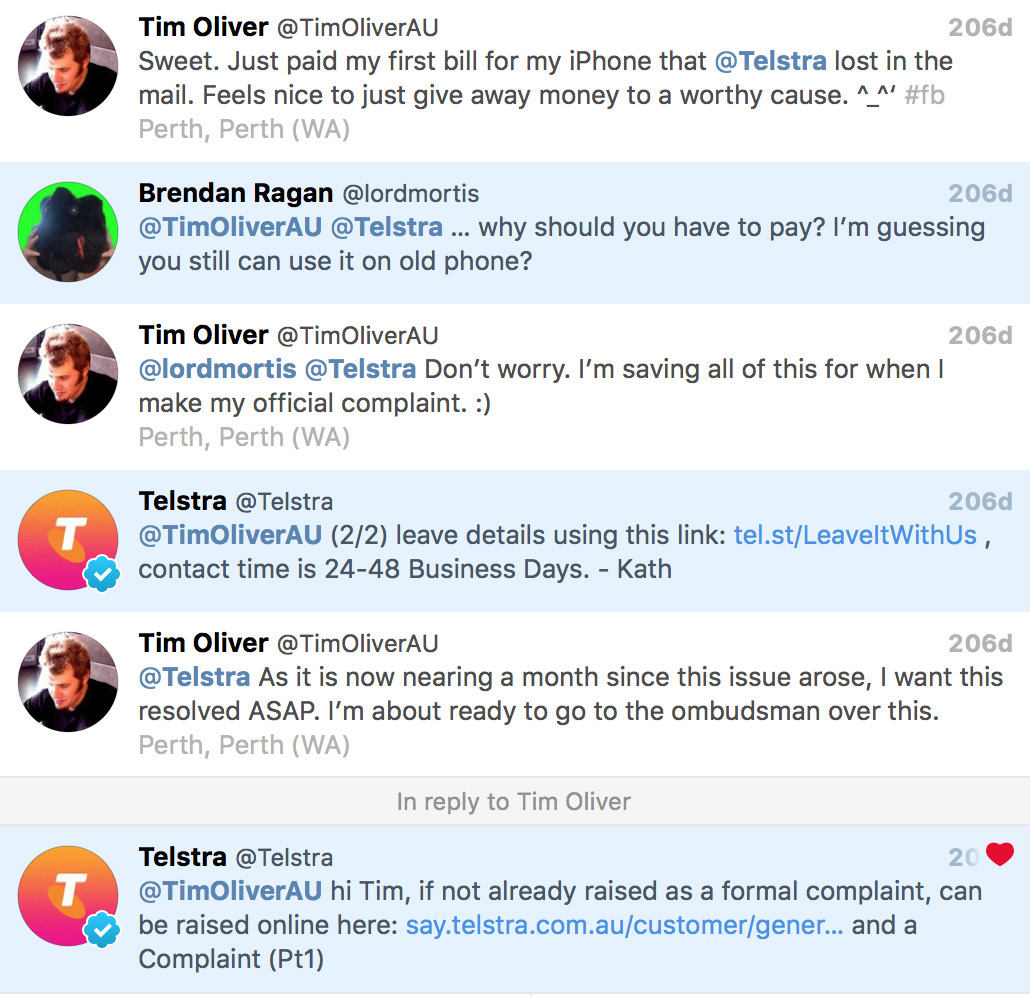 Tim Oliver @TimOliverAU 206d
Sweet. Just paid my first bill for my iPhone that @Telstra lost in the
mail. Feels nice to just give away money to a worthy cause. ^_^‘ #fb
Perth, Perth (WA)
Brendan Ragan @lordmortis 206d
@TimOliverAU @Telstra ... why should you have to pay? I’m guessing
you still can use it on old phone?
Tim Oliver @TimOliverAU 206d
@lordmortis @Telstra Don’t worry. I’m saving all of this for when I
make my official complaint. :)
Perth, Perth (WA)
Telstra @Telstra 206d
@TimOliverAU (2/2) leave details using this link: tel.st/LeaveItWithUs ,
contact time is 24-48 Business Days. - Kath
Tim Oliver @TimOliverAU 206d
@Telstra As it is now nearing a month since this issue arose, I want this
resolved ASAP. I’m about ready to go to the ombudsman over this.
Perth, Perth (WA)
In reply to Tim Oliver
Telstra @Telstra 20
@TimOliverAU hi Tim, if not already raised as a formal complaint, can
be raised online here: say.telstra.com.au/customer/gener... and a
Complaint (Pt1)